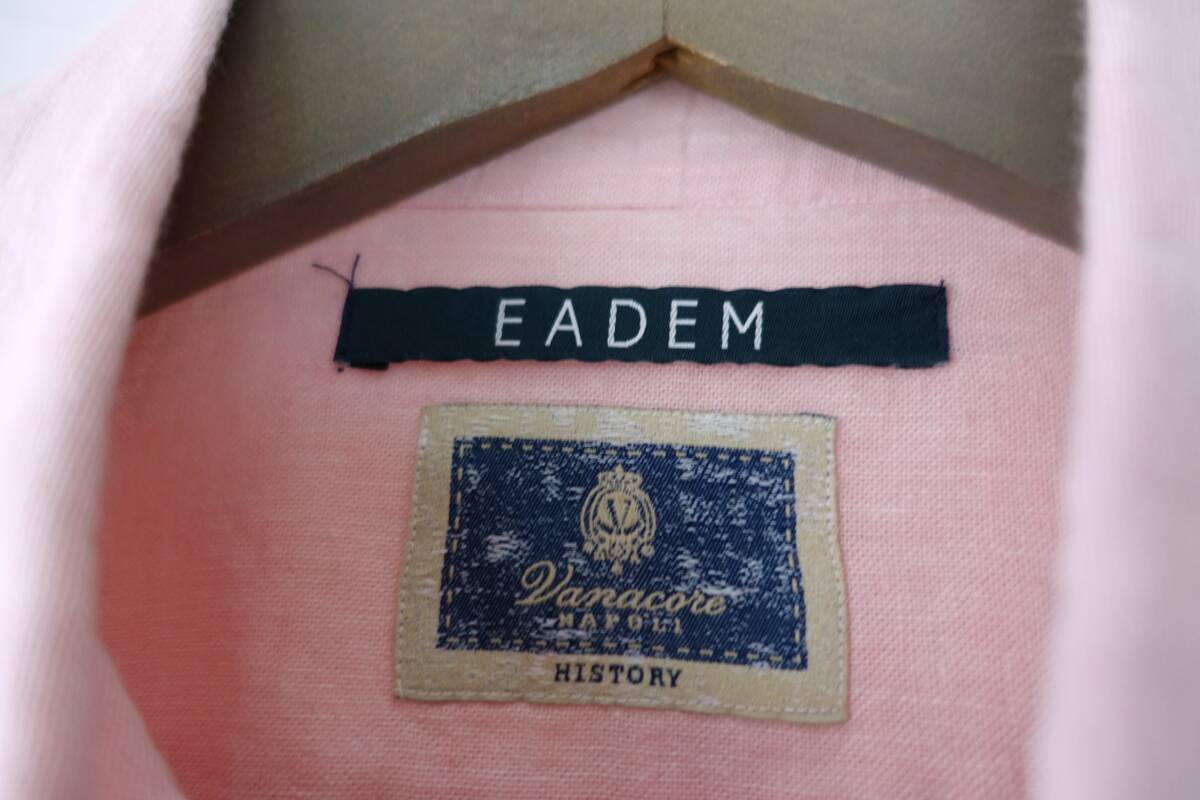 EADEM
V
Vanacore
NAPOLI
HISTORY